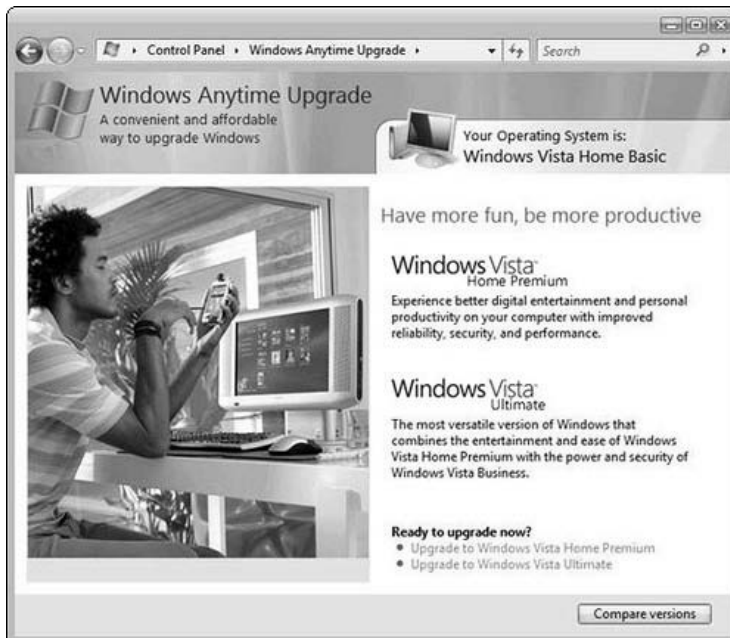 Control Panel
Windows Anytime Upgrade
Search
Windows Anytime Upgrade
A convenient and affordable
way to upgrade Windows
Your Operating System is:
Windows Vista Home Basic
Have more fun, be more productive
Windows Vista™
Home Premium
Experience better digital entertainment and personal
productivity on your computer with improved
reliability, security, and performance.
Windows Vista™
Ultimate
The most versatile version of Windows that
combines the entertainment and ease of Windows
Vista Home Premium with the power and security of
Windows Vista Business.
Ready to upgrade now?
• Upgrade to Windows Vista Home Premium
• Upgrade to Windows Vista Ultimate
Compare versions